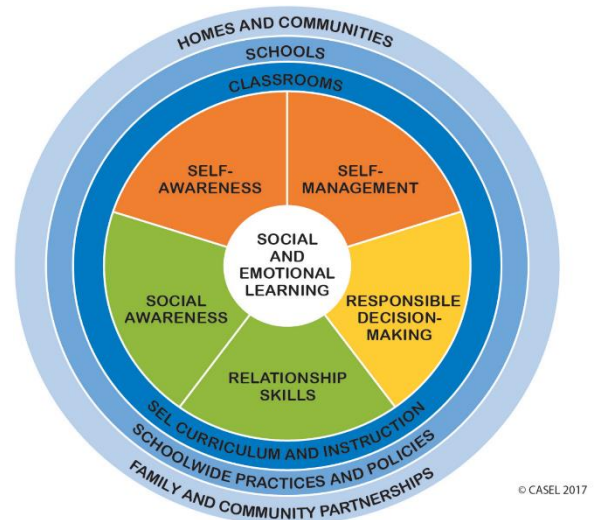 HOMES AND COMMUNITIES
SCHOOLS
CLASSROOMS
SELF-
AWARENESS
SELF-
MANAGEMENT
SOCIAL
AND
EMOTIONAL
LEARNING
SOCIAL
AWARENESS
RESPONSIBLE
DECISION-
MAKING
RELATIONSHIP
SKILLS
SEL CURRICULUM AND INSTRUCTION
SCHOOLWIDE PRACTICES AND POLICIES
FAMILY AND COMMUNITY PARTNERSHIPS
© CASEL 2017